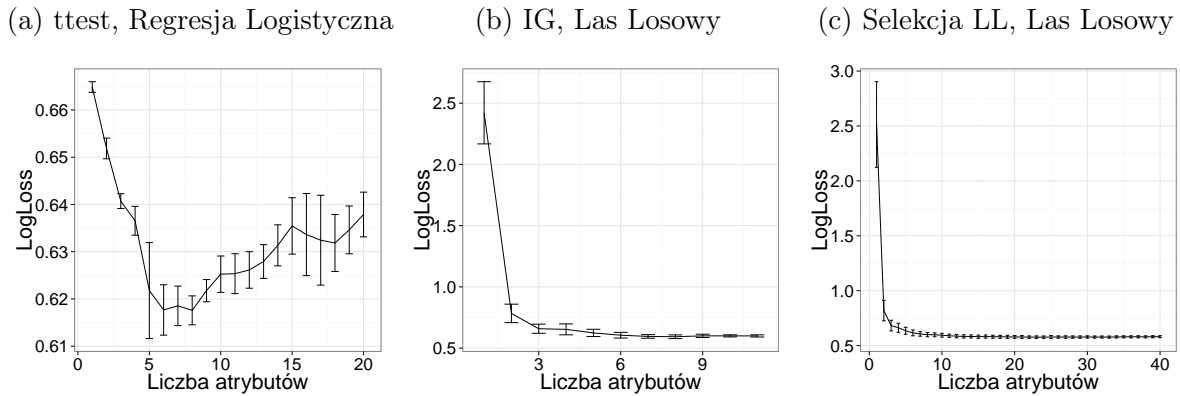 (a) ttest, Regresja Logistyczna
(b) IG, Las Losowy
(c) Selekcja LL, Las Losowy
LogLoss
0.66
0.65
0.64
0.63
0.62
0.61
0 5 10 15 20
Liczba atrybutów
LogLoss
2.5
2.0
1.5
1.0
0.5
3 6 9
Liczba atrybutów
LogLoss
3.0
2.5
2.0
1.5
1.0
0.5
0 10 20 30 40
Liczba atrybutów